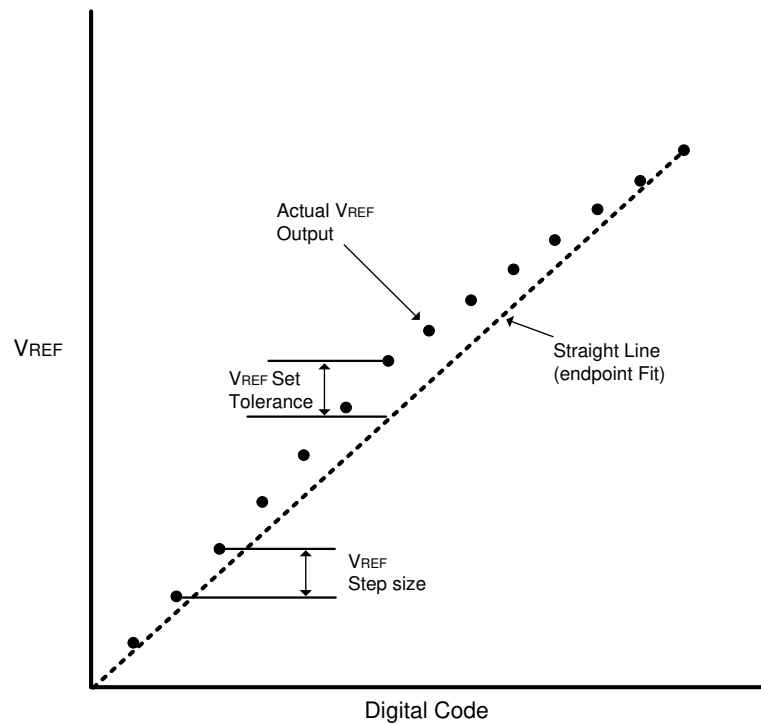 Actual VREF
Output
VREF
Straight Line
(endpoint Fit)
VREF Set
Tolerance
VREF
Step size
Digital Code